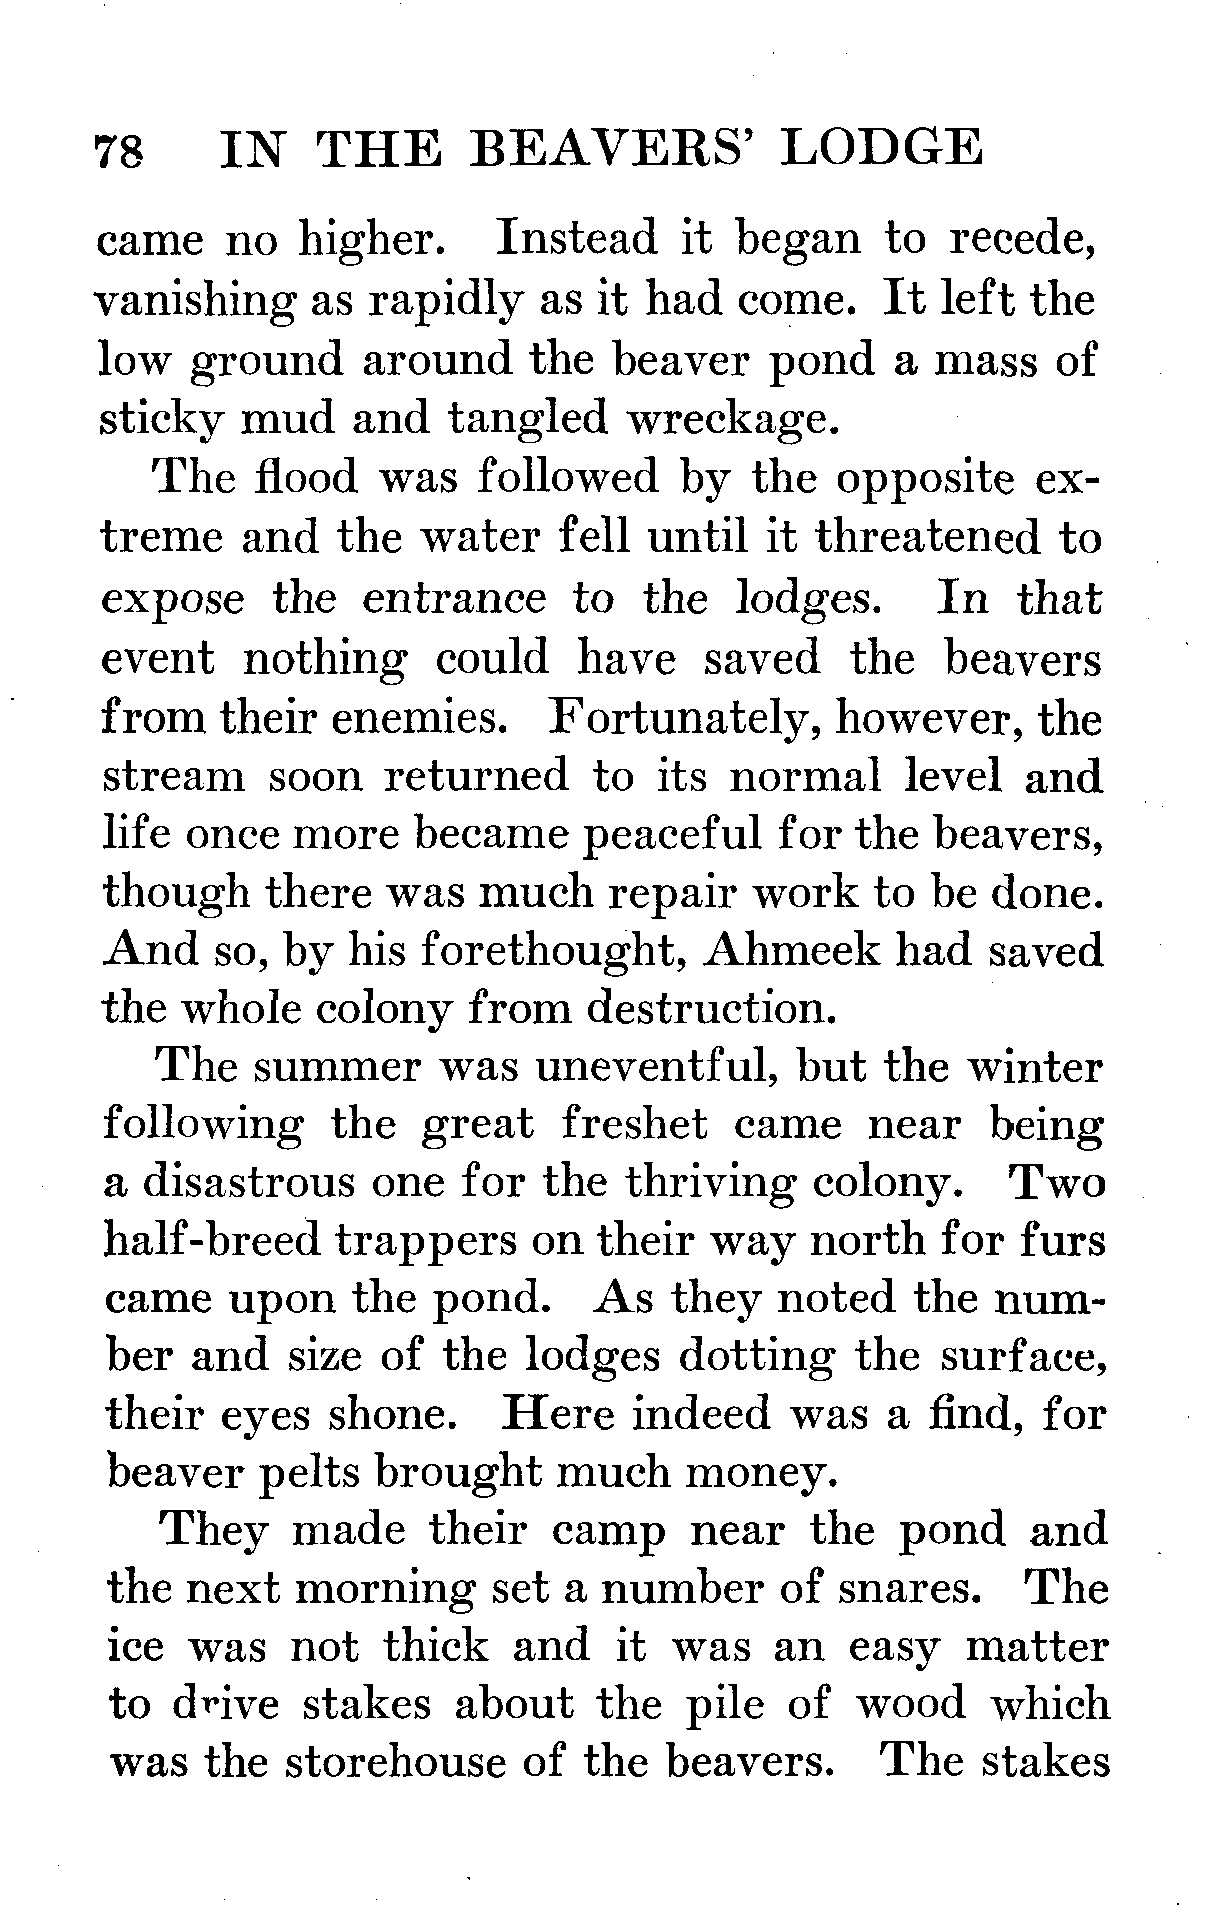 78 IN THE BEAVERS' LODGE
came no higher. Instead it began to recede,
vanishing as rapidly as it had come. It left the
low ground around the beaver pond a mass of
sticky mud and tangled wreckage.
The flood was followed by the opposite ex-
treme and the water fell until it threatened to
expose the entrance to the lodges. In that
event nothing could have saved the beavers
from their enemies. Fortunately, however, the
stream soon returned to its normal level and
life once more became peaceful for the beavers,
though there was much repair work to be done.
And so, by his forethought, Ahmeek had saved
the whole colony from destruction.
The summer was uneventful, but the winter
following the great freshet came near being
a disastrous one for the thriving colony. Two
half-breed trappers on their way north for furs
came upon the pond. As they noted the num-
ber and size of the lodges dotting the surface,
their eyes shone. Here indeed was a find, for
beaver pelts brought much money.
They made their camp near the pond and
the next morning set a number of snares. The
ice was not thick and it was an easy matter
to drive stakes about the pile of wood which
was the storehouse of the beavers. The stakes